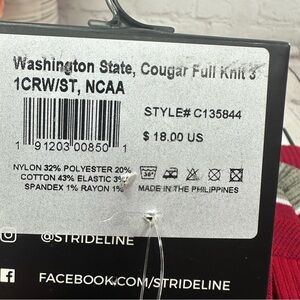 Washington State, Cougar Full Knit 3
1CRW/ST, NCAA
STYLE# C135844
$ 18.00 US
1 91203 00850 1
NYLON 32% POLYESTER 20%
COTTON 43% ELASTIC 3%
SPANDEX 1% RAYON 1%
30°
MADE IN THE PHILIPPINES
@STRIDELINE
FACEBOOK.COM/STRIDELINE